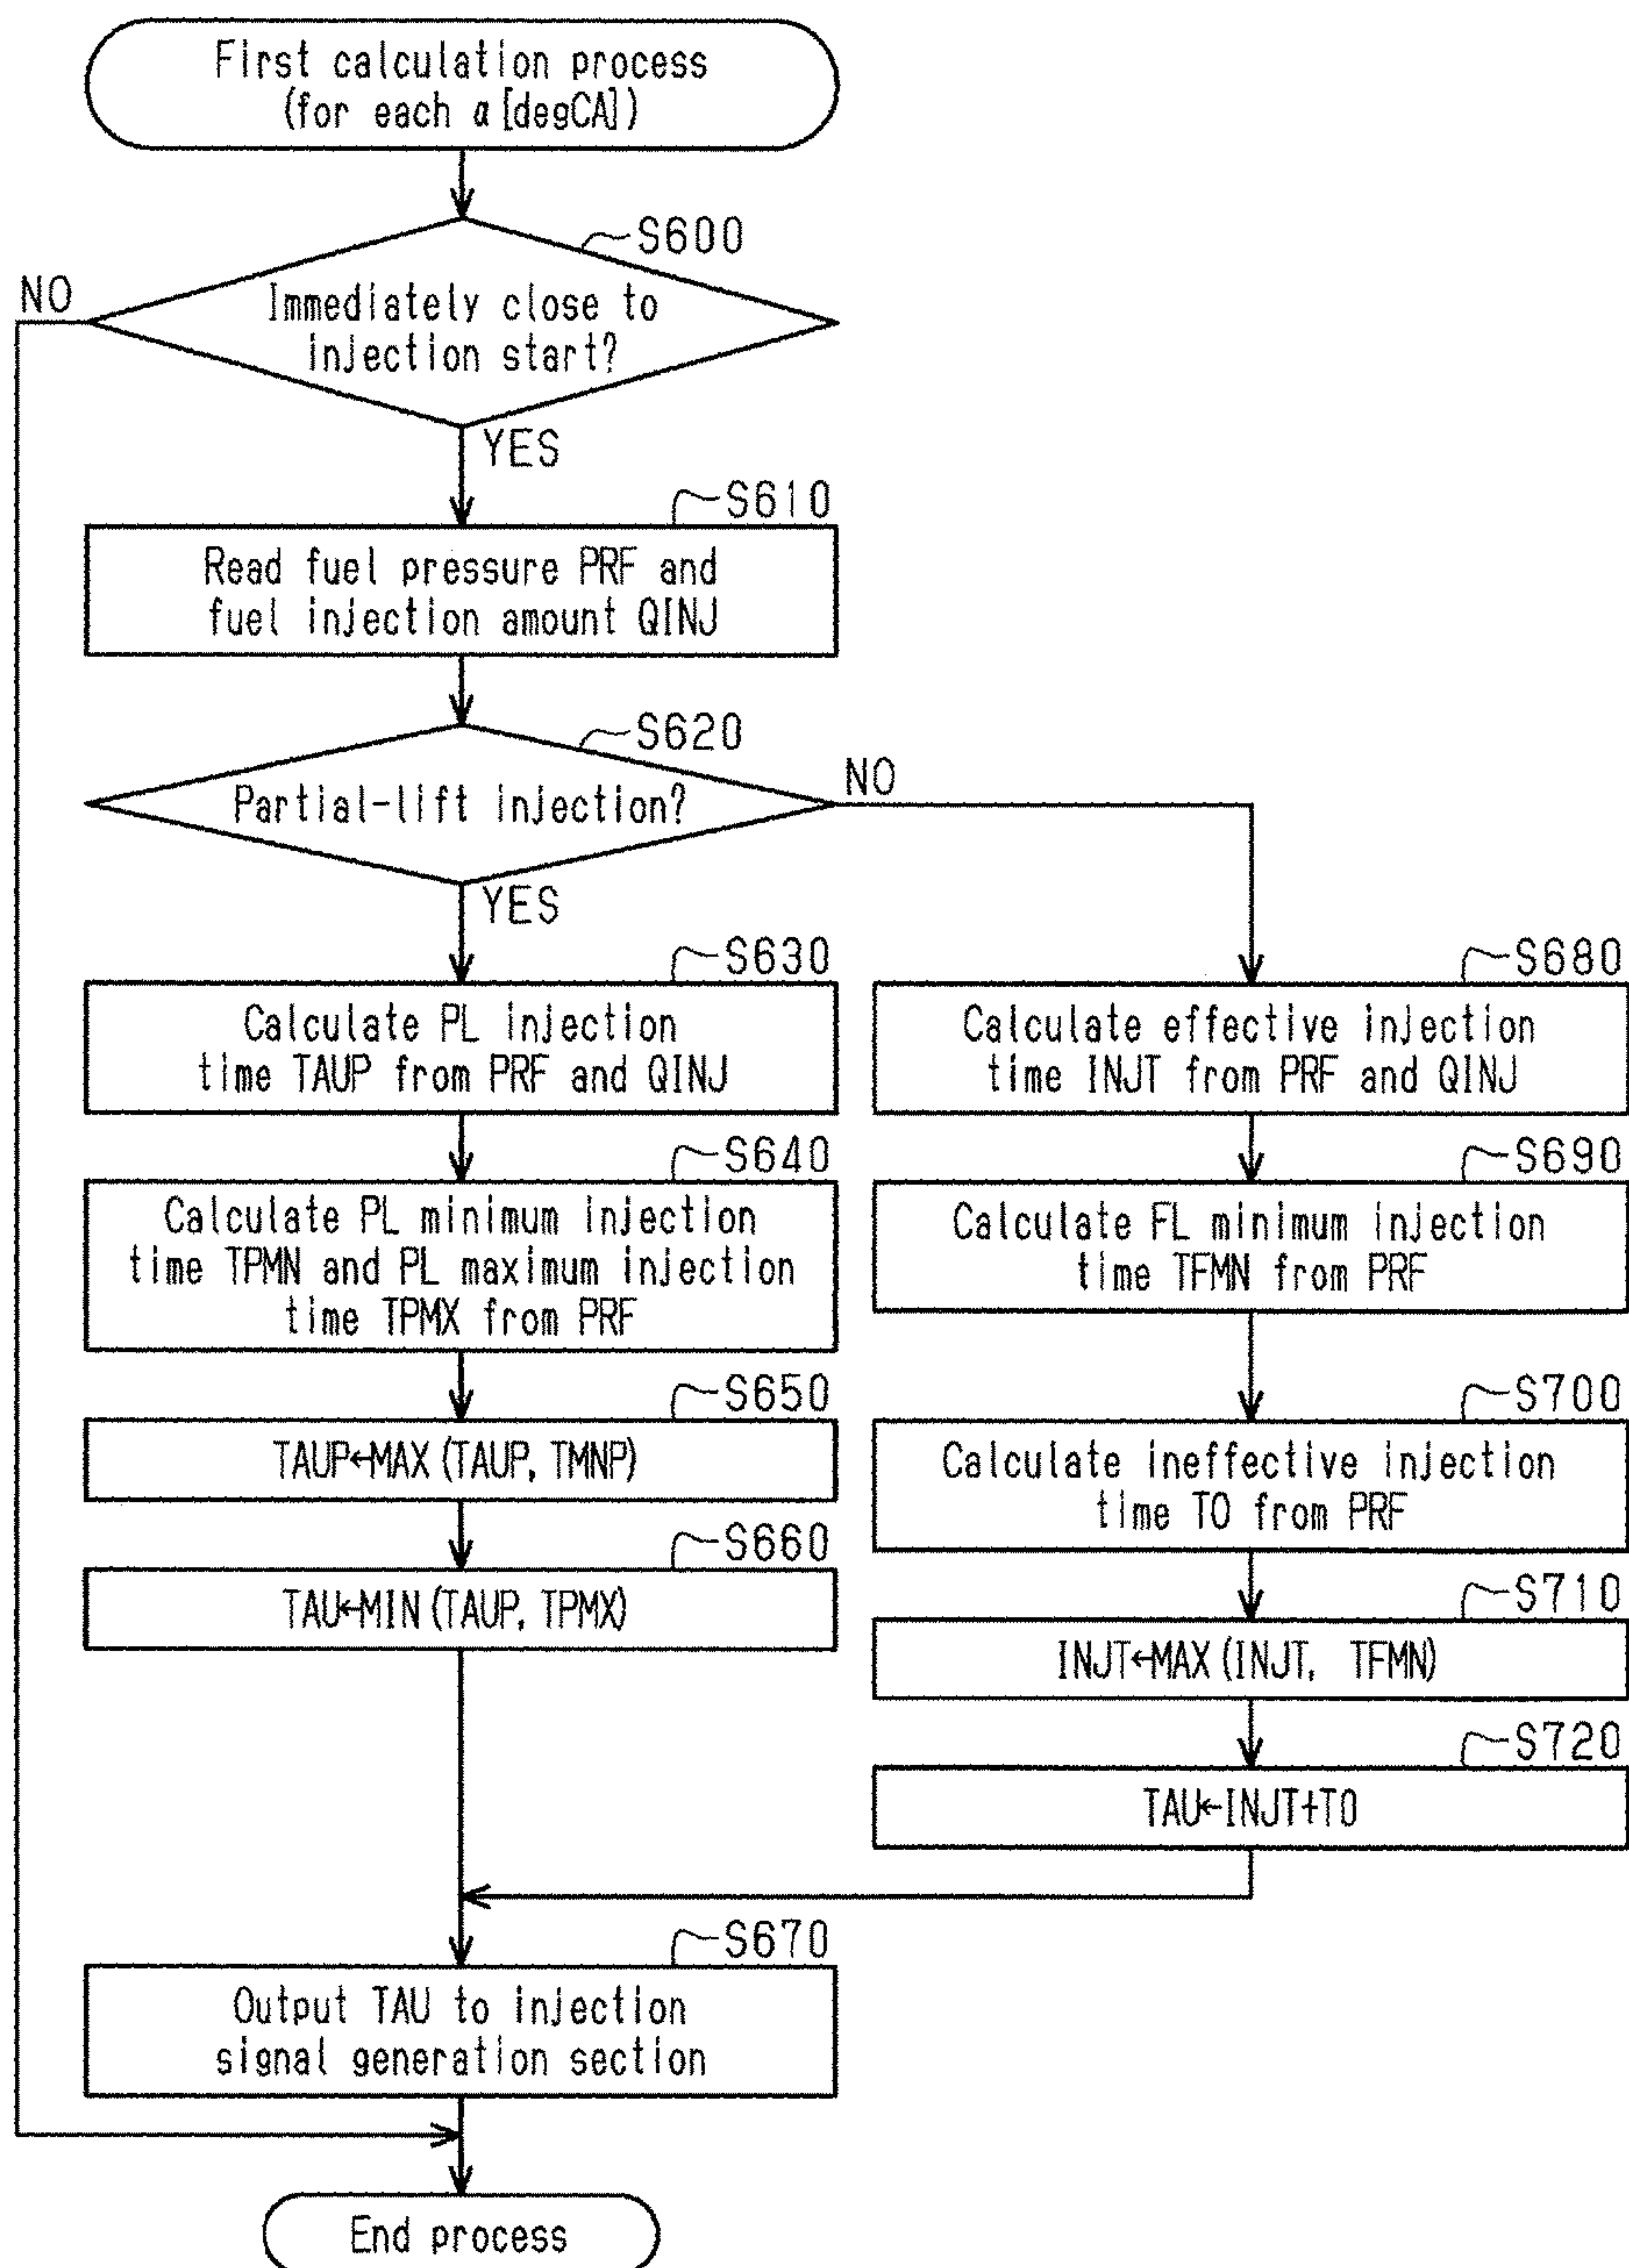 First calculation process
(for each α [degCA])
S600
NO
Immediately close to
injection start?
YES
S610
Read fuel pressure PRF and
fuel injection amount QINJ
S620
NO
Partial-lift injection?
YES
S630
Calculate PL injection
time TAUP from PRF and QINJ
S640
Calculate PL minimum injection
time TPMN and PL maximum injection
time TPMX from PRF
S650
TAUP←MAX (TAUP, TMNP)
S660
TAU←MIN (TAUP, TPMX)
S680
Calculate effective injection
time INJT from PRF and QINJ
S690
Calculate FL minimum injection
time TFMN from PRF
S700
Calculate ineffective injection
time T0 from PRF
S710
INJT←MAX (INJT, TFMN)
S720
TAU←INJT+T0
S670
Output TAU to injection
signal generation section
End process